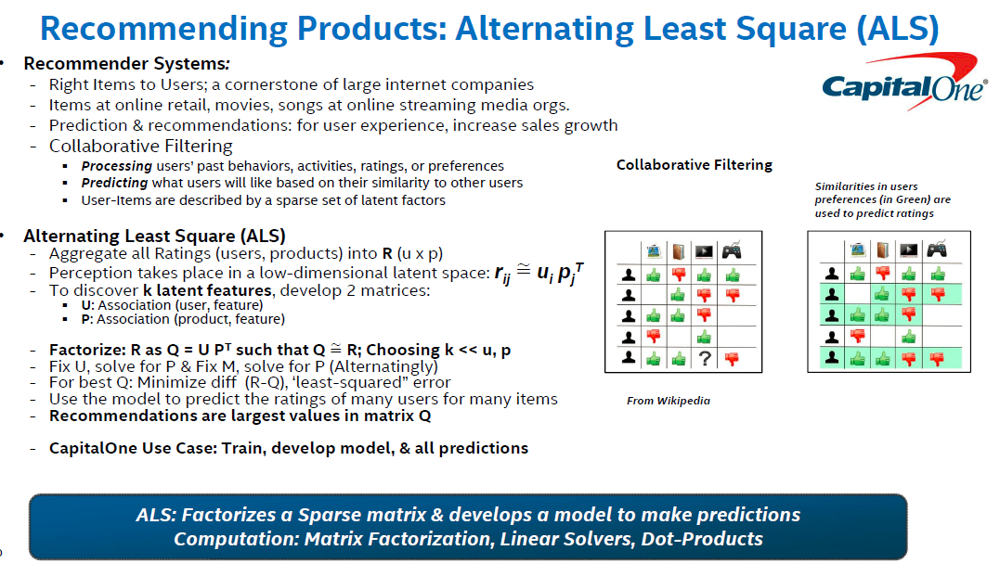 Recommending Products: Alternating Least Square (ALS)
• Recommender Systems:
- Right Items to Users; a cornerstone of large internet companies
- Items at online retail, movies, songs at online streaming media orgs.
- Prediction & recommendations: for user experience, increase sales growth
- Collaborative Filtering
▪ Processing users' past behaviors, activities, ratings, or preferences
▪ Predicting what users will like based on their similarity to other users
▪ User-Items are described by a sparse set of latent factors
• Alternating Least Square (ALS)
- Aggregate all Ratings (users, products) into R (u x p)
- Perception takes place in a low-dimensional latent space: rij ≅ ui pjT
- To discover k latent features, develop 2 matrices:
▪ U: Association (user, feature)
▪ P: Association (product, feature)
- Factorize: R as Q = U PT such that Q ≅ R; Choosing k << u, p
- Fix U, solve for P & Fix M, solve for P (Alternatingly)
- For best Q: Minimize diff (R-Q), ‘least-squared” error
- Use the model to predict the ratings of many users for many items
- Recommendations are largest values in matrix Q
- CapitalOne Use Case: Train, develop model, & all predictions
CapitalOne®
Collaborative Filtering
Similarities in users
preferences (in Green) are
used to predict ratings
?
From Wikipedia
ALS: Factorizes a Sparse matrix & develops a model to make predictions
Computation: Matrix Factorization, Linear Solvers, Dot-Products